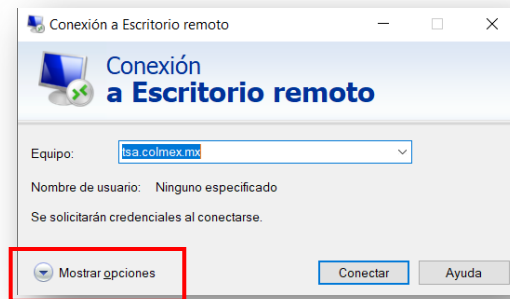 Conexión a Escritorio remoto
Conexión
a Escritorio remoto
Equipo: tsa.colmex.mx
Nombre de usuario: Ninguno especificado
Se solicitarán credenciales al conectarse.
Mostrar opciones Conectar Ayuda